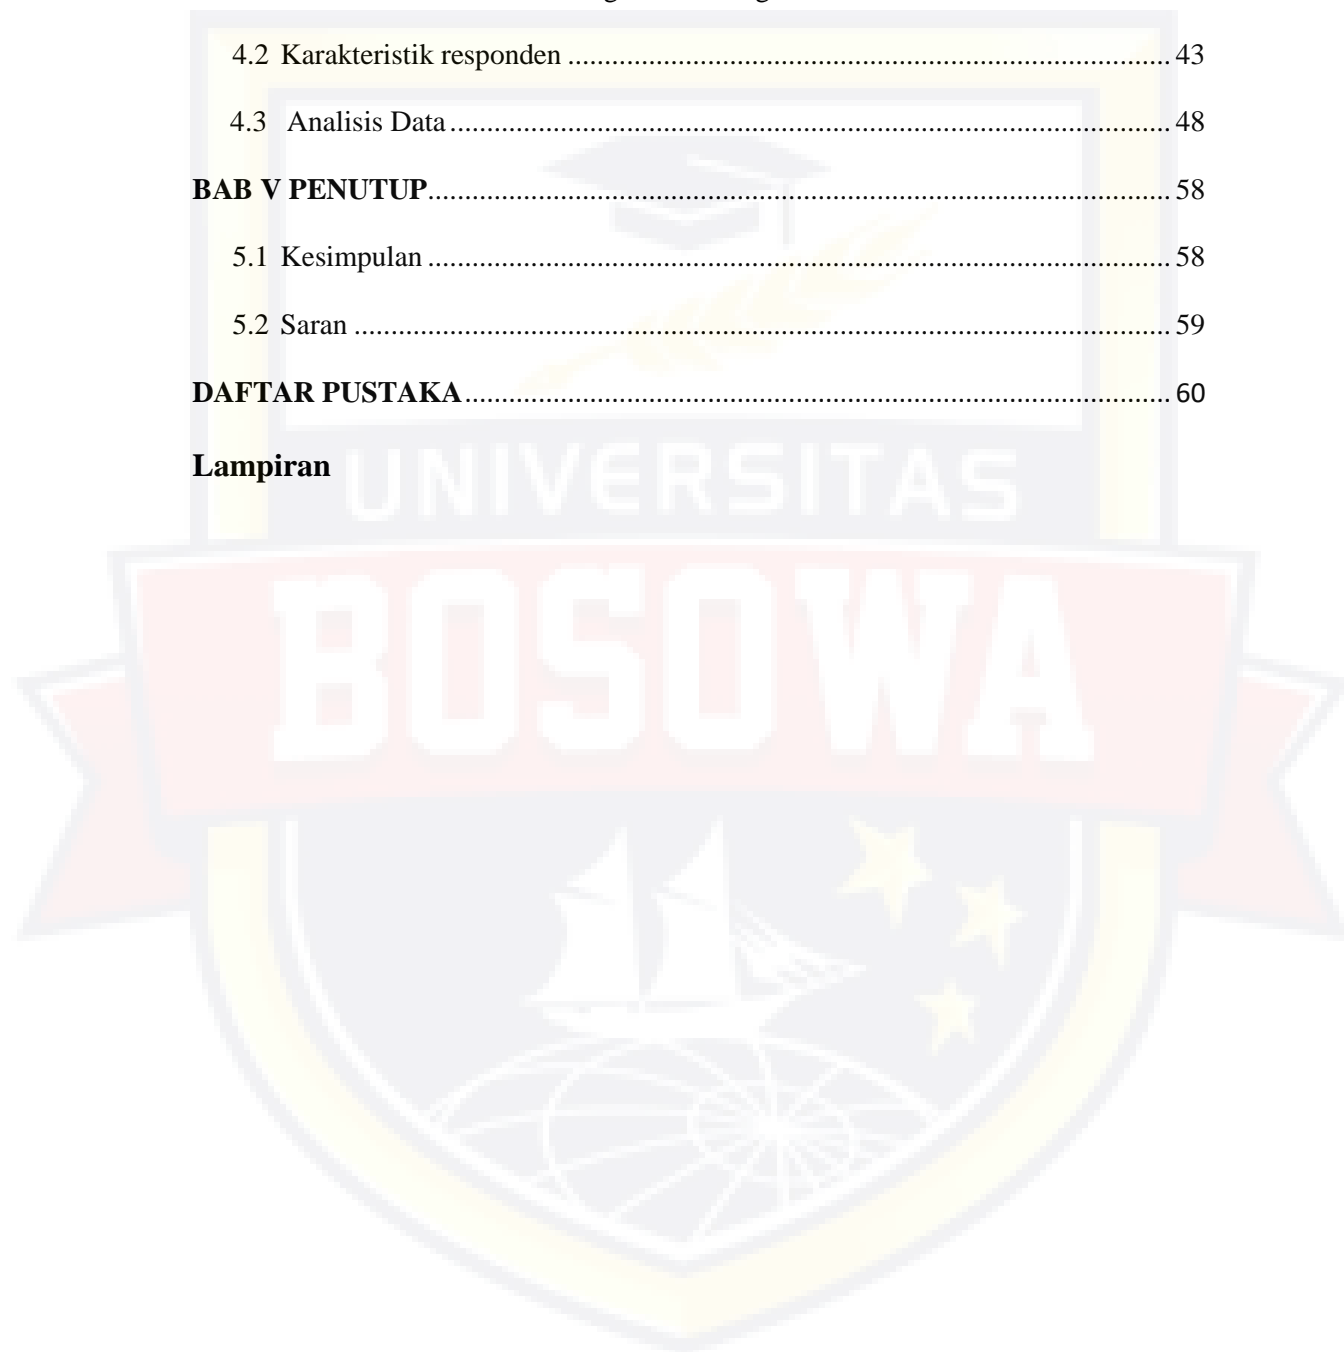 4.2 Karakteristik responden ........................................................................... 43
4.3 Analisis Data .......................................................................................... 48
BAB V PENUTUP ............................................................................................ 58
5.1 Kesimpulan ............................................................................................. 58
5.2 Saran ...................................................................................................... 59
DAFTAR PUSTAKA ........................................................................................ 60
Lampiran
UNIVERSITAS
BOSOWA